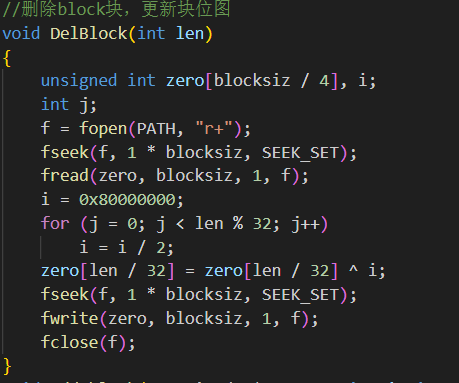 //删除block块，更新块位图
void DelBlock(int len)
{
    unsigned int zero[blocksiz / 4], i;
    int j;
    f = fopen(PATH, "r+");
    fseek(f, 1 * blocksiz, SEEK_SET);
    fread(zero, blocksiz, 1, f);
    i = 0x80000000;
    for (j = 0; j < len % 32; j++)
        i = i / 2;
    zero[len / 32] = zero[len / 32] ^ i;
    fseek(f, 1 * blocksiz, SEEK_SET);
    fwrite(zero, blocksiz, 1, f);
    fclose(f);
}